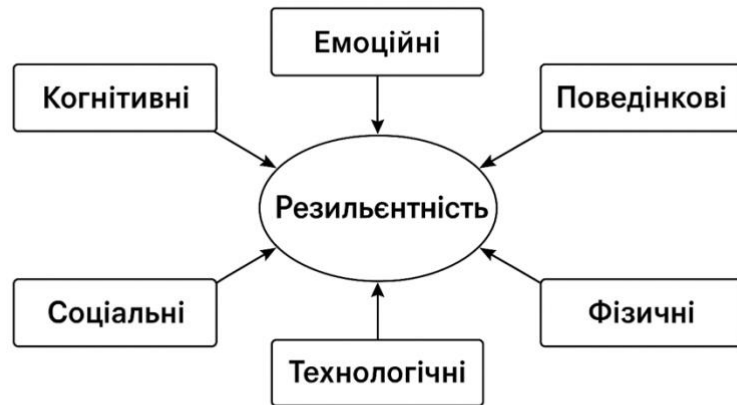 Емоційні
Когнітивні
Поведінкові
Резильєнтність
Соціальні
Фізичні
Технологічні